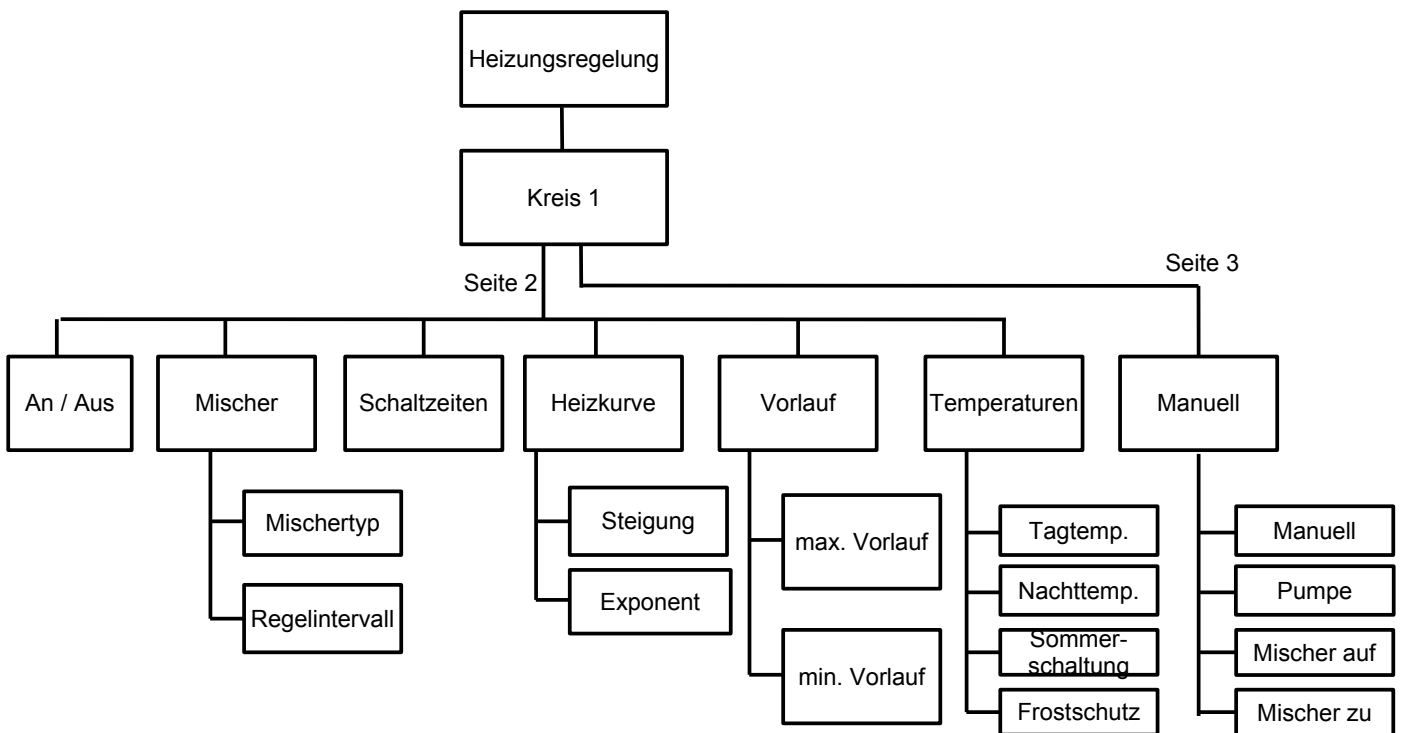 Heizungsregelung
Kreis 1
Seite 2
Seite 3
An / Aus
Mischer
Schaltzeiten
Heizkurve
Vorlauf
Temperaturen
Manuell
Mischertyp
Regelintervall
Steigung
Exponent
max. Vorlauf
min. Vorlauf
Tagtemp.
Nachttemp.
Sommer-
schaltung
Frostschutz
Manuell
Pumpe
Mischer auf
Mischer zu